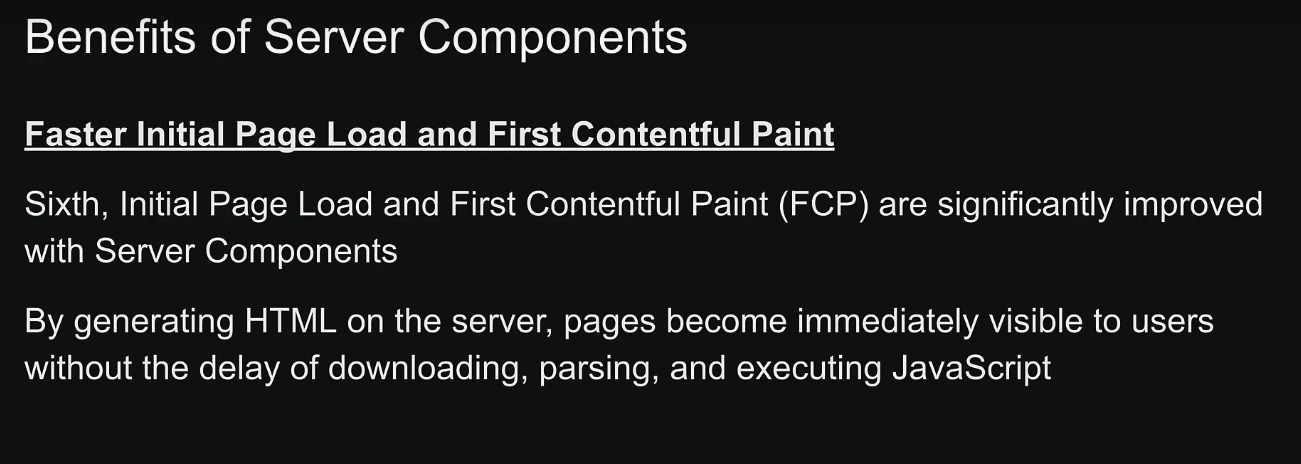 Benefits of Server Components
Faster Initial Page Load and First Contentful Paint
Sixth, Initial Page Load and First Contentful Paint (FCP) are significantly improved
with Server Components
By generating HTML on the server, pages become immediately visible to users
without the delay of downloading, parsing, and executing JavaScript